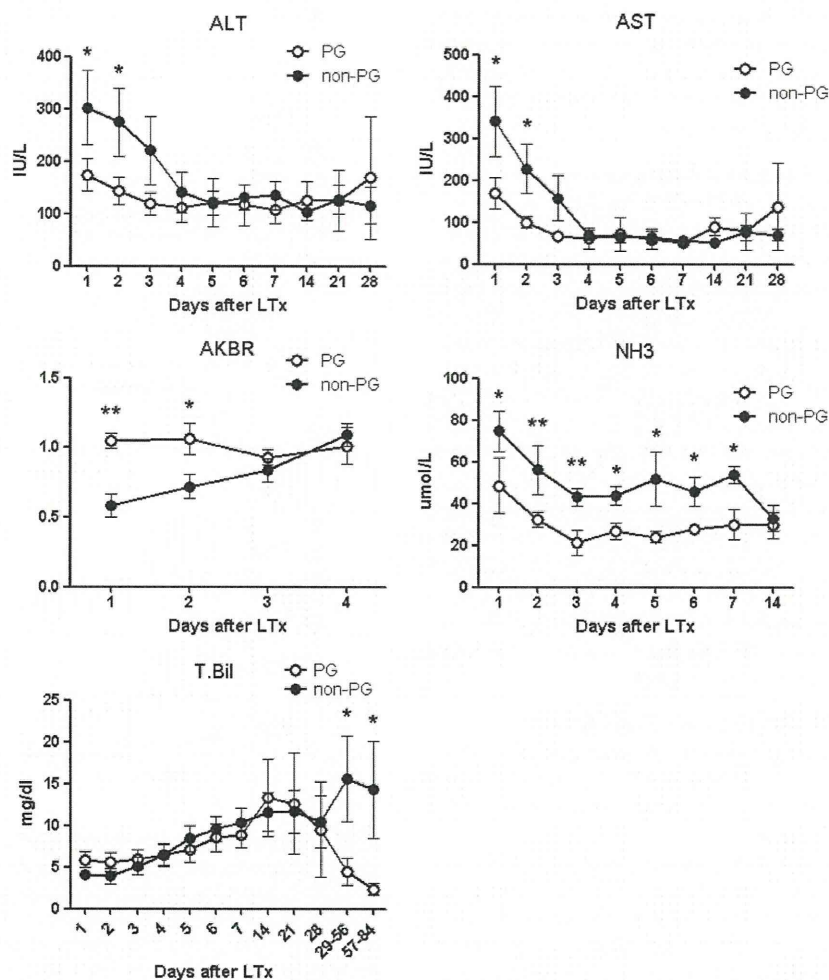 ALT
PG
non-PG
* *
400
300
200
100
0
IU/L
1 2 3 4 5 6 7 14 21 28
Days after LTx
AST
PG
non-PG
* *
500
400
300
200
100
0
IU/L
1 2 3 4 5 6 7 14 21 28
Days after LTx
AKBR
PG
non-PG
** *
1.5
1.0
0.5
0.0
1 2 3 4
Days after LTx
NH3
PG
non-PG
* ** ** * * * *
100
80
60
40
20
0
umol/L
1 2 3 4 5 6 7 14
Days after LTx
T.Bil
PG
non-PG
* *
25
20
15
10
5
0
mg/dl
1 2 3 4 5 6 7 14 21 28 29-56 57-84
Days after LTx